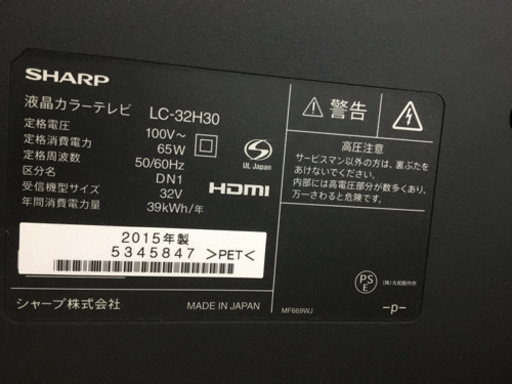 SHARP
液晶カラーテレビ LC-32H30
定格電圧 100V~
定格消費電力 65W
定格周波数 50/60Hz
区分名 DN1
受信機型サイズ 32V
年間消費電力量 39kWh/年
UL Japan
HDMI
2015年製
5345847 >PET<
シャープ株式会社 MADE IN JAPAN
警告
高圧注意
サービスマン以外の方は、裏ぶたを
あけないでください。
内部には高電圧部分が数多くあり、
万一さわると危険です。
PS
E
MF669WJ
-p-